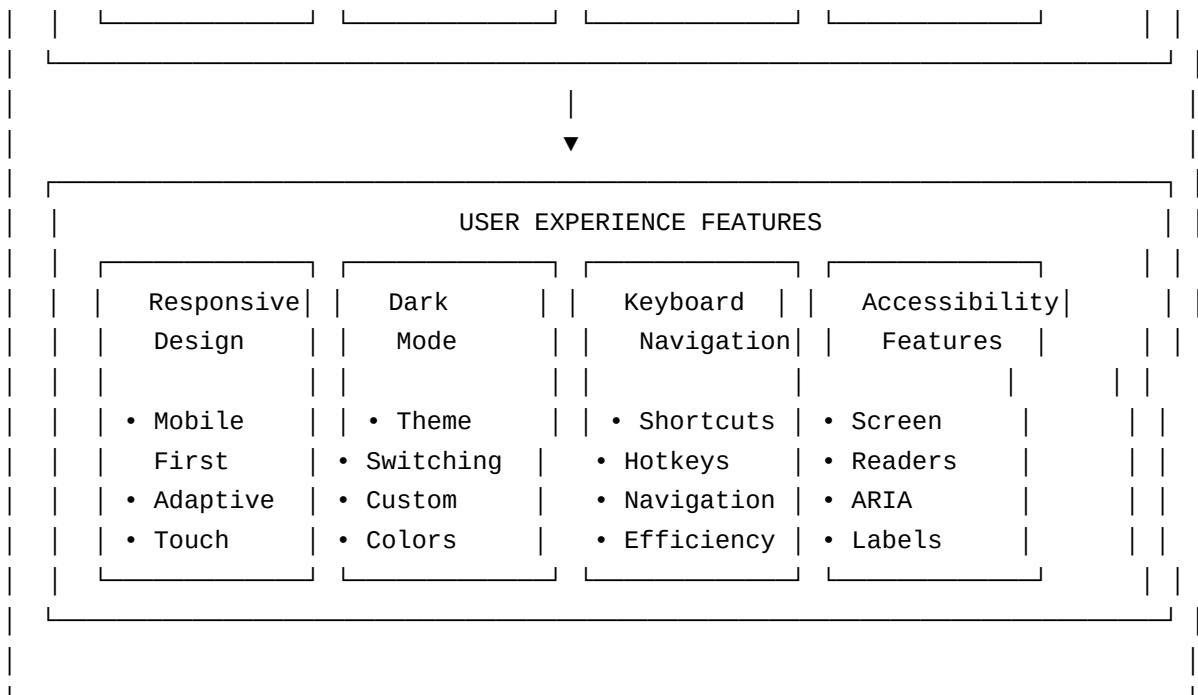 USER EXPERIENCE FEATURES
Responsive Dark Keyboard Accessibility
Design Mode Navigation Features
• Mobile • Theme • Shortcuts • Screen
First • Switching • Hotkeys • Readers
• Adaptive • Custom • Navigation • ARIA
• Touch • Colors • Efficiency • Labels